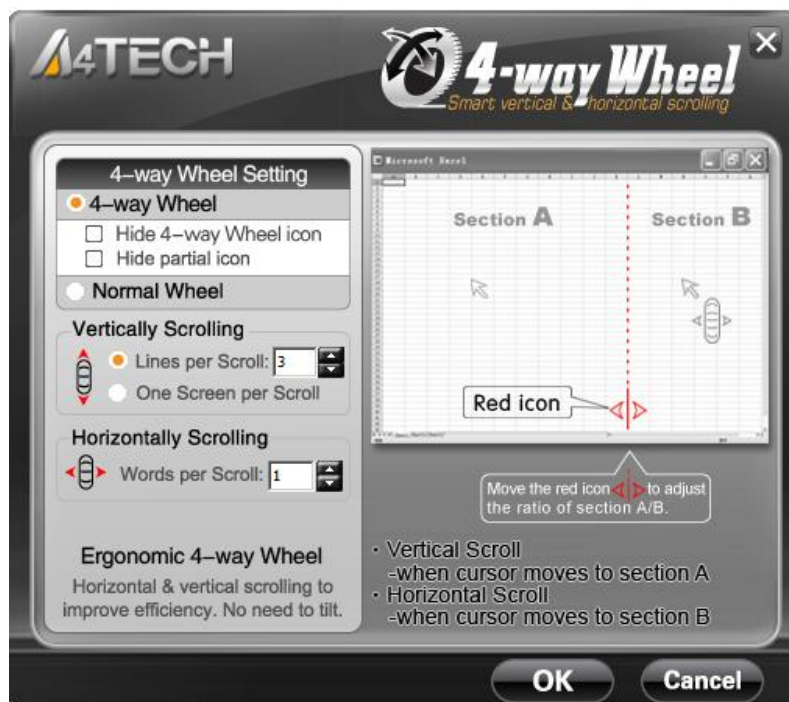 A4TECH
4-way Wheel
Smart vertical & horizontal scrolling
4-way Wheel Setting
4-way Wheel
Hide 4-way Wheel icon
Hide partial icon
Normal Wheel
Vertically Scrolling
Lines per Scroll: 3
One Screen per Scroll
Horizontally Scrolling
Words per Scroll: 1
Ergonomic 4-way Wheel
Horizontal & vertical scrolling to
improve efficiency. No need to tilt.
Microsoft Excel
Section A
Section B
Red icon
Move the red icon to adjust
the ratio of section A/B.
· Vertical Scroll
-when cursor moves to section A
· Horizontal Scroll
-when cursor moves to section B
OK
Cancel